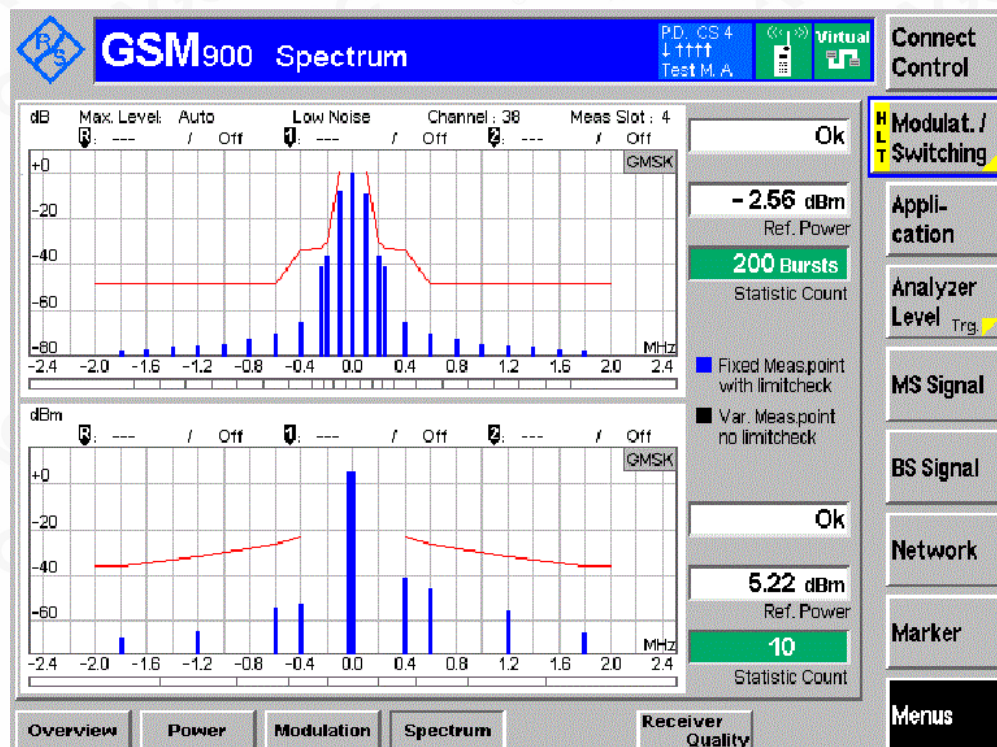 R/S
GSM900 Spectrum
PD. CS 4
↓ ↑↑↑↑
Test M. A
Virtual
Connect
Control
H L T
Modulat. /
Switching
Appli-
cation
Analyzer
Level Trg.
MS Signal
BS Signal
Network
Marker
Menus
dB Max. Level: Auto Low Noise Channel : 38 Meas Slot : 4
R: --- / Off 1: --- / Off 2: --- / Off
GMSK
+0
-20
-40
-60
-80
MHz
-2.4 -2.0 -1.6 -1.2 -0.8 -0.4 0.0 0.4 0.8 1.2 1.6 2.0 2.4
Ok
-2.56 dBm
Ref. Power
200 Bursts
Statistic Count
Fixed Meas.point
with limitcheck
Var. Meas.point
no limitcheck
dBm
R: --- / Off 1: --- / Off 2: --- / Off
GMSK
+0
-20
-40
-60
MHz
-2.4 -2.0 -1.6 -1.2 -0.8 -0.4 0.0 0.4 0.8 1.2 1.6 2.0 2.4
Ok
5.22 dBm
Ref. Power
10
Statistic Count
Overview Power Modulation Spectrum Receiver
Quality